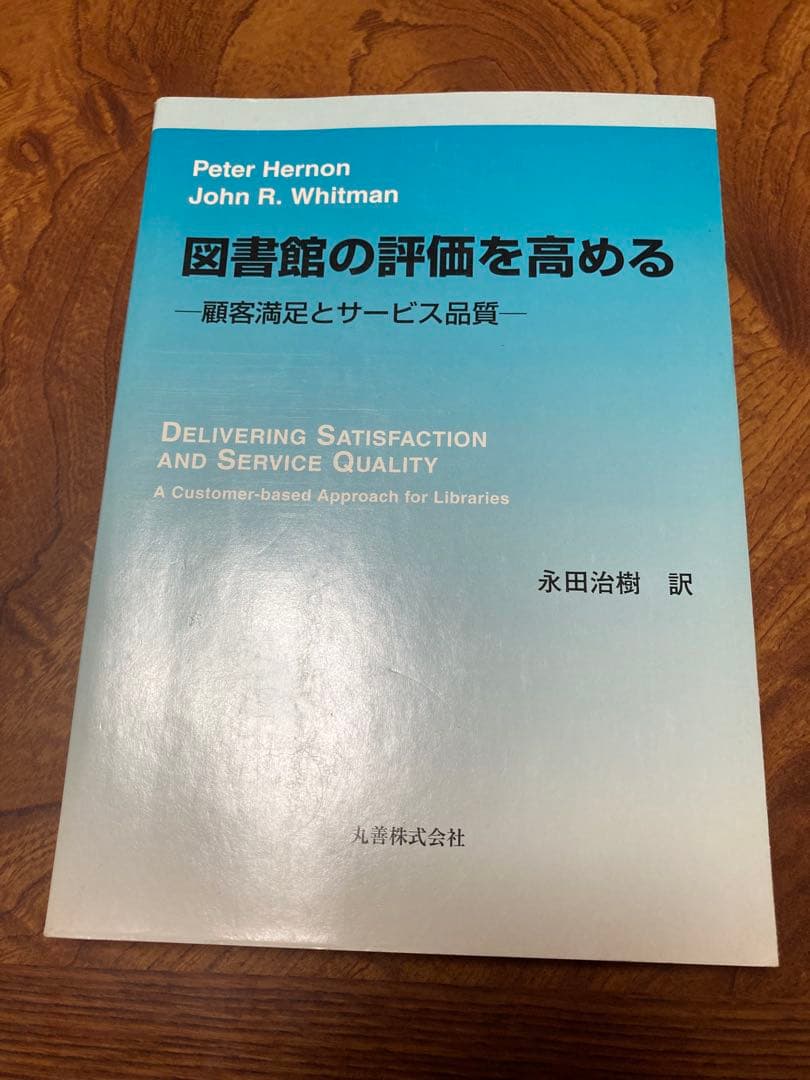 Peter Hernon
John R. Whitman
図書館の評価を高める
―顧客満足とサービス品質―
DELIVERING SATISFACTION
AND SERVICE QUALITY
A Customer-based Approach for Libraries
永田治樹 訳
丸善株式会社